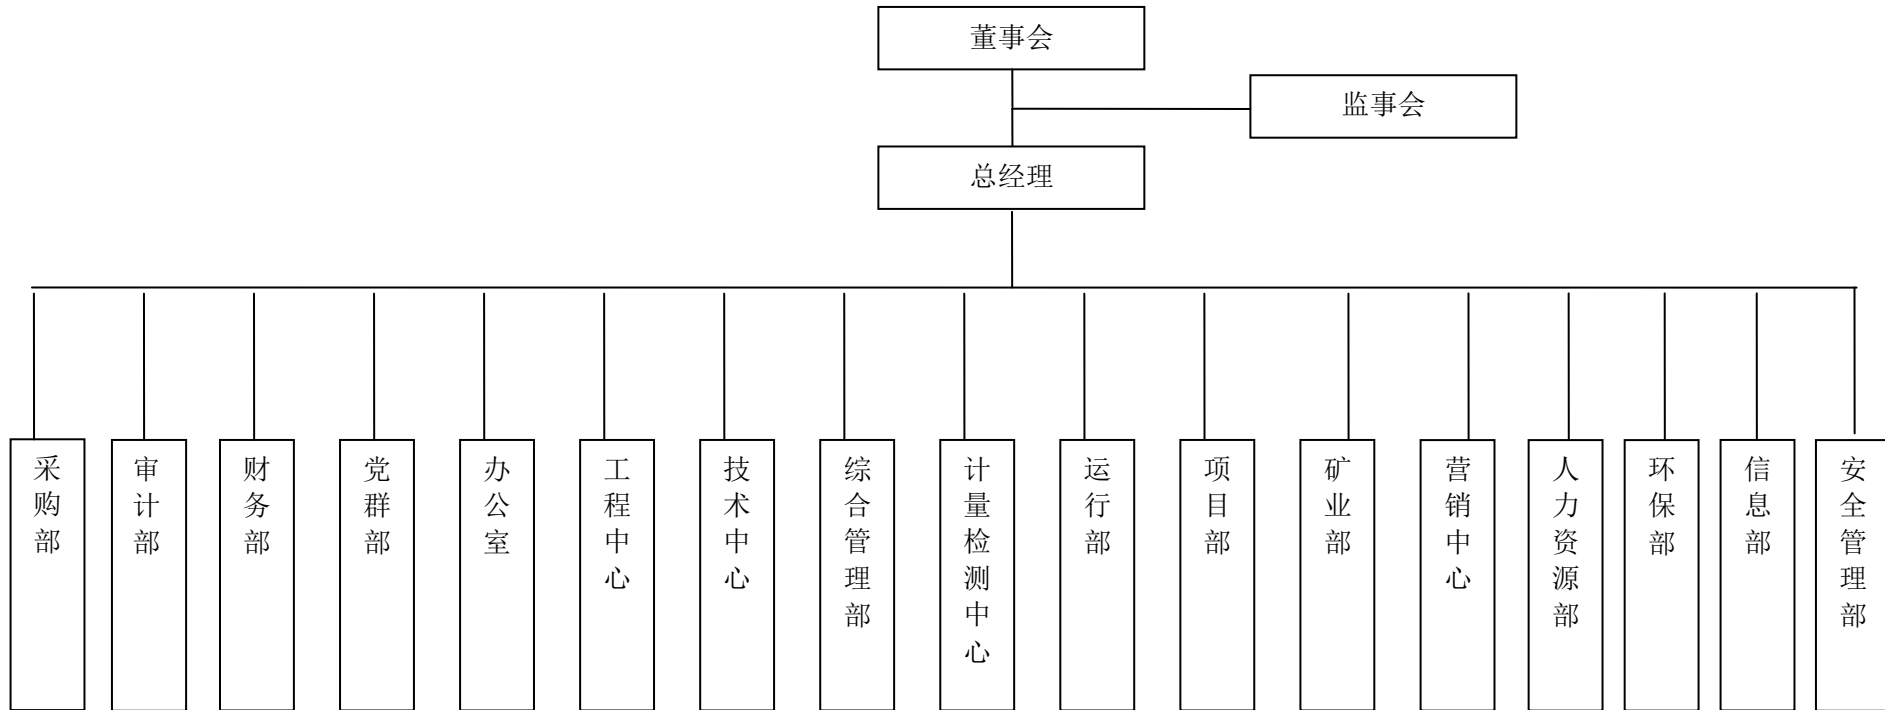 董事会
监事会
总经理
采购部
审计部
财务部
党群部
办公室
工程中心
技术中心
综合管理部
计量检测中心
运行部
项目部
矿业部
营销中心
人力资源部
环保部
信息部
安全管理部